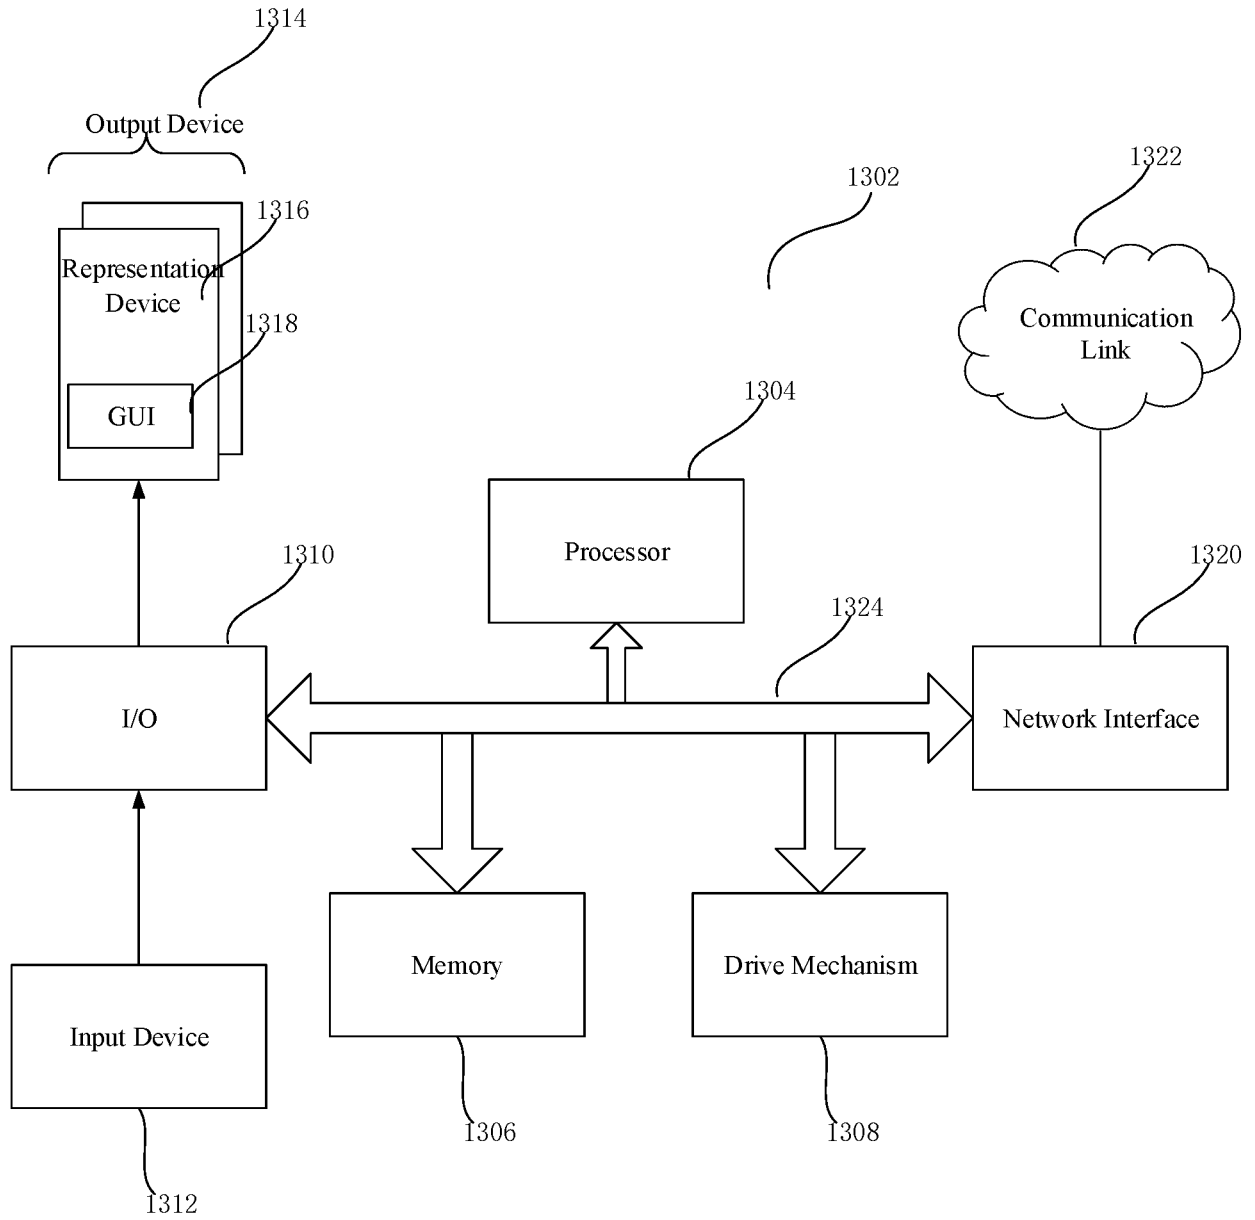 1314
Output Device
1322
1302
1316
Representation
Device
1318
Communication
Link
GUI
1304
Processor
1310
1320
1324
I/O
Network Interface
Memory
Drive Mechanism
Input Device
1306
1308
1312